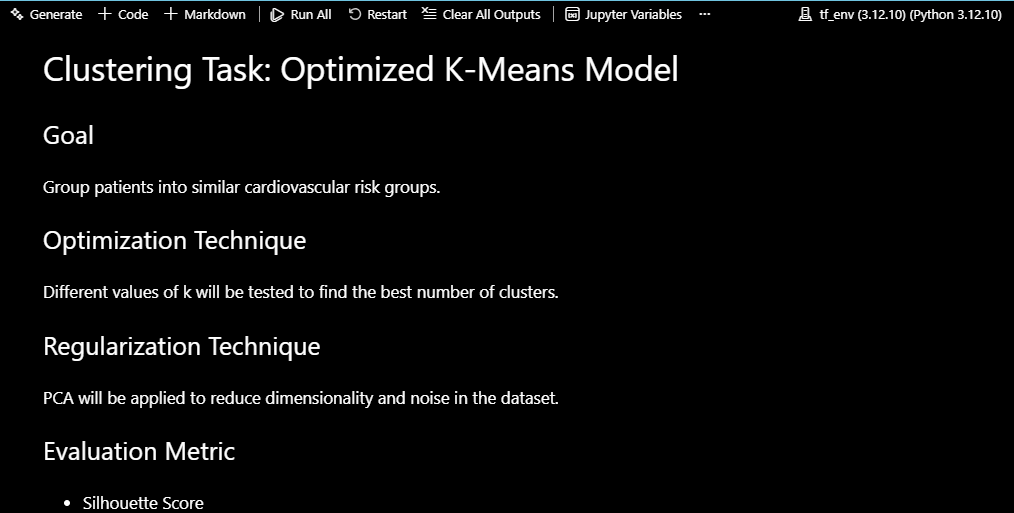 Generate + Code + Markdown | Run All Restart Clear All Outputs | Jupyter Variables ... tf_env (3.12.10) (Python 3.12.10)
Clustering Task: Optimized K-Means Model
Goal
Group patients into similar cardiovascular risk groups.
Optimization Technique
Different values of k will be tested to find the best number of clusters.
Regularization Technique
PCA will be applied to reduce dimensionality and noise in the dataset.
Evaluation Metric
• Silhouette Score